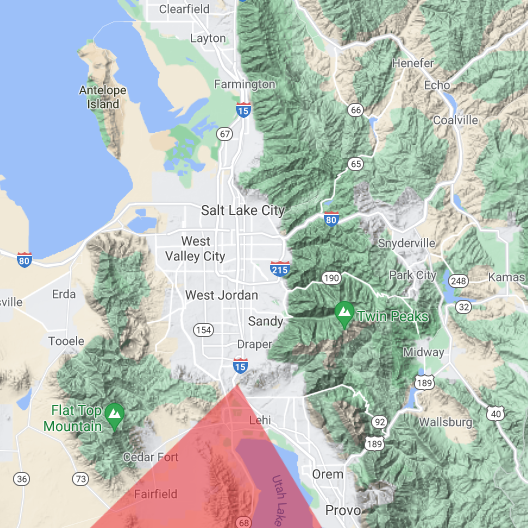 Clearfield
Layton
Henefer
Antelope
Island
Farmington
Echo
15
66
Coalville
67
65
Salt Lake City
80
West
Valley City
Snyderville
80
215
190
Park City
248
Kamas
sville
Erda
West Jordan
32
Twin Peaks
154
Sandy
Tooele
Draper
Midway
15
189
Flat Top
Mountain
Lehi
92
40
Wallsburg
189
Cedar Fort
36
73
Orem
Fairfield
Utah Lake
Provo
68